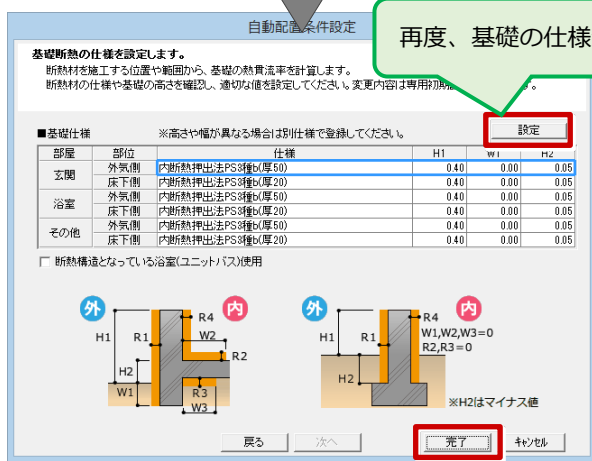 自動配置条件設定
再度、基礎の仕様
基礎断熱の仕様を設定します。
断熱材を施工する位置や範囲から、基礎の熱貫流率を計算します。
断熱材の仕様や基礎の高さを確認し、適切な値を設定してください。変更内容は専用初期
す。
■基礎仕様 ※高さや幅が異なる場合は別仕様で登録してください。 設定
部屋 部位 仕様 H1 W1 H2
玄関 外気側 内断熱押出法PS3種b(厚50) 0.40 0.00 0.05
床下側 内断熱押出法PS3種b(厚20) 0.40 0.00 0.05
浴室 外気側 内断熱押出法PS3種b(厚50) 0.40 0.00 0.05
床下側 内断熱押出法PS3種b(厚20) 0.40 0.00 0.05
その他 外気側 内断熱押出法PS3種b(厚50) 0.40 0.00 0.05
床下側 内断熱押出法PS3種b(厚20) 0.40 0.00 0.05
断熱構造となっている浴室(ユニットバス)使用
外 内
H1 R1 R4 W2 R2
H2 W1 R3 W3
外 内
H1 R1 R4
W1,W2,W3=0
R2,R3=0
H2
※H2はマイナス値
戻る 次へ 完了 キャンセル